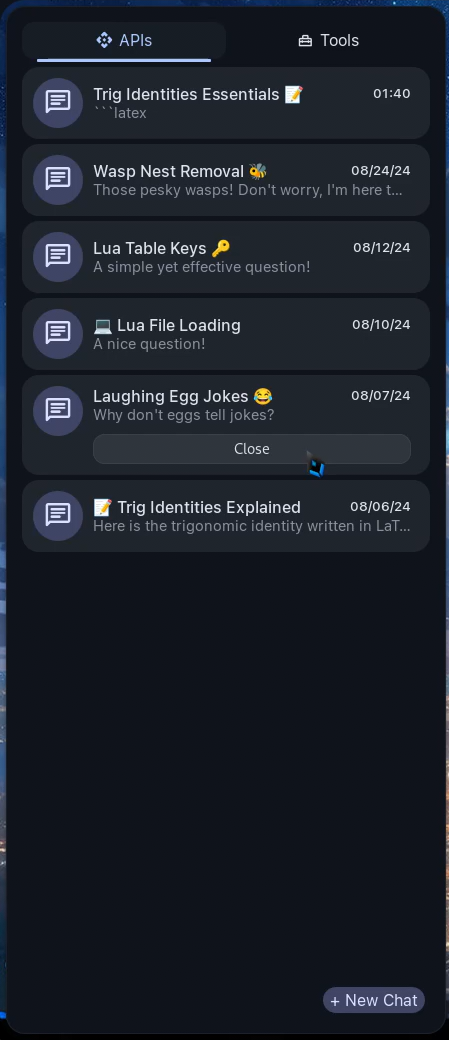 APIs
Tools
Trig Identities Essentials 📝 01:40
```latex
Wasp Nest Removal 🐝 08/24/24
Those pesky wasps! Don't worry, I'm here t...
Lua Table Keys 🔑 08/12/24
A simple yet effective question!
💻 Lua File Loading 08/10/24
A nice question!
Laughing Egg Jokes 😂 08/07/24
Why don't eggs tell jokes?
Close
📝 Trig Identities Explained 08/06/24
Here is the trigonomic identity written in LaT...
+ New Chat